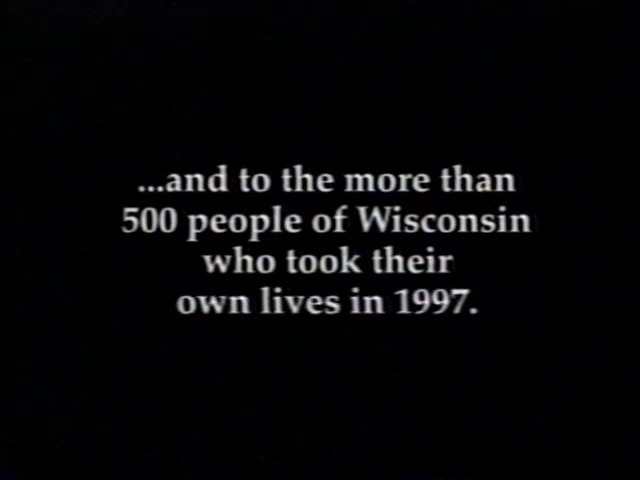 ...and to the more than
500 people of Wisconsin
who took their
own lives in 1997.